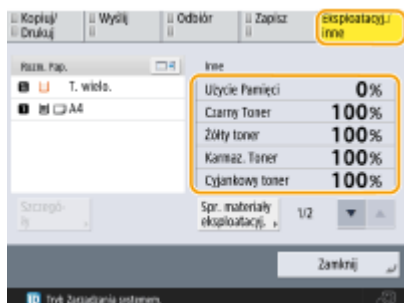 Kopiuj/ Drukuj
Wyślij
Odbiór
Zapisz
Eksploatacyj./ inne
Rozm. Pap.
Inne
T. wielo.
1 A4
Użycie Pamięci 0%
Czarny Toner 100%
Żółty toner 100%
Karmaz. Toner 100%
Cyjankowy toner 100%
Szczegó-
ły
Spr. materiały
eksploatacyj.
1/2
Zamknij
ID Tryb Zarządzania systemem.